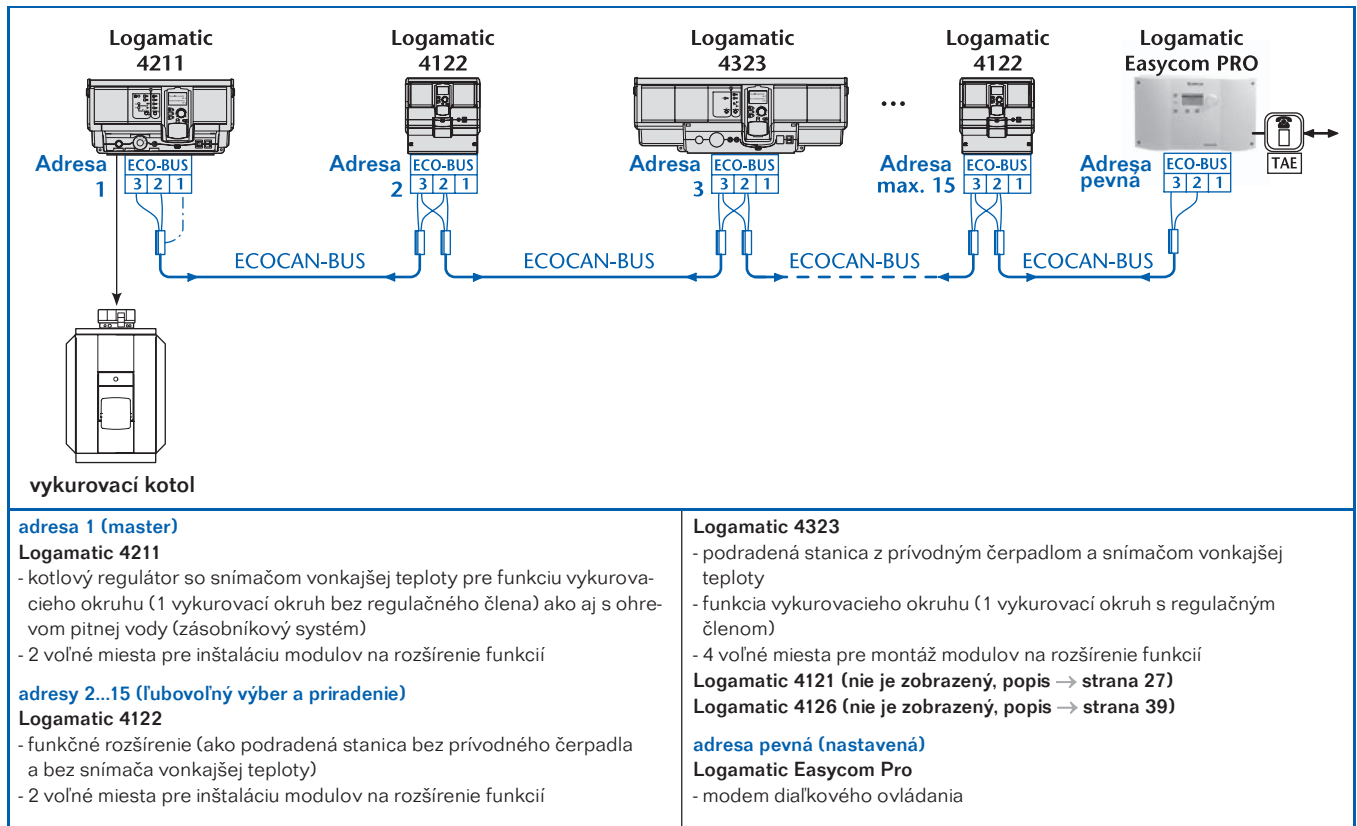 Logamatic
4211
Logamatic
4122
Logamatic
4323
Logamatic
4122
Logamatic
Easycom PRO
...
TAE
Adresa
1
ECO-BUS
3 2 1
Adresa
2
ECO-BUS
3 2 1
Adresa
3
ECO-BUS
3 2 1
Adresa
max. 15
ECO-BUS
3 2 1
Adresa
pevná
ECO-BUS
3 2 1
ECOCAN-BUS
ECOCAN-BUS
ECOCAN-BUS
ECOCAN-BUS
vykurovací kotol
adresa 1 (master)
Logamatic 4211
- kotlový regulátor so snímačom vonkajšej teploty pre funkciu vykurova-
cieho okruhu (1 vykurovací okruh bez regulačného člena) ako aj s ohre-
vom pitnej vody (zásobníkový systém)
- 2 voľné miesta pre inštaláciu modulov na rozšírenie funkcií
adresy 2...15 (ľubovoľný výber a priradenie)
Logamatic 4122
- funkčné rozšírenie (ako podradená stanica bez prívodného čerpadla
a bez snímača vonkajšej teploty)
- 2 voľné miesta pre inštaláciu modulov na rozšírenie funkcií
Logamatic 4323
- podradená stanica z prívodným čerpadlom a snímačom vonkajšej
teploty
- funkcia vykurovacieho okruhu (1 vykurovací okruh s regulačným
členom)
- 4 voľné miesta pre montáž modulov na rozšírenie funkcií
Logamatic 4121 (nie je zobrazený, popis → strana 27)
Logamatic 4126 (nie je zobrazený, popis → strana 39)
adresa pevná (nastavená)
Logamatic Easycom Pro
- modem diaľkového ovládania